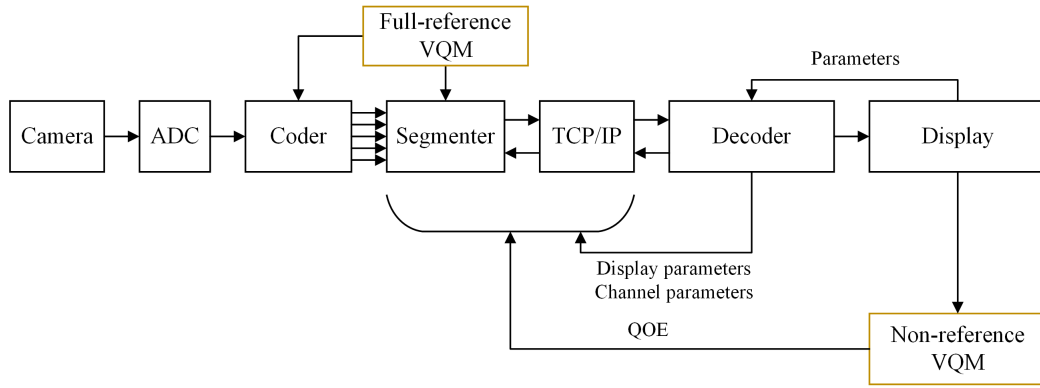 Full-reference
VQM
Parameters
Camera
ADC
Coder
Segmenter
TCP/IP
Decoder
Display
Display parameters
Channel parameters
QOE
Non-reference
VQM